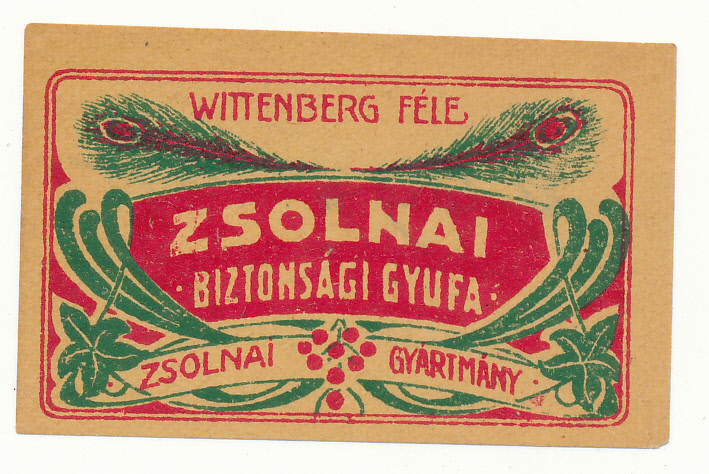 WITTENBERG FÉLE
ZSOLNAI
·BIZTONSÁGI GYUFA·
·ZSOLNAI GYÁRTMÁNY·